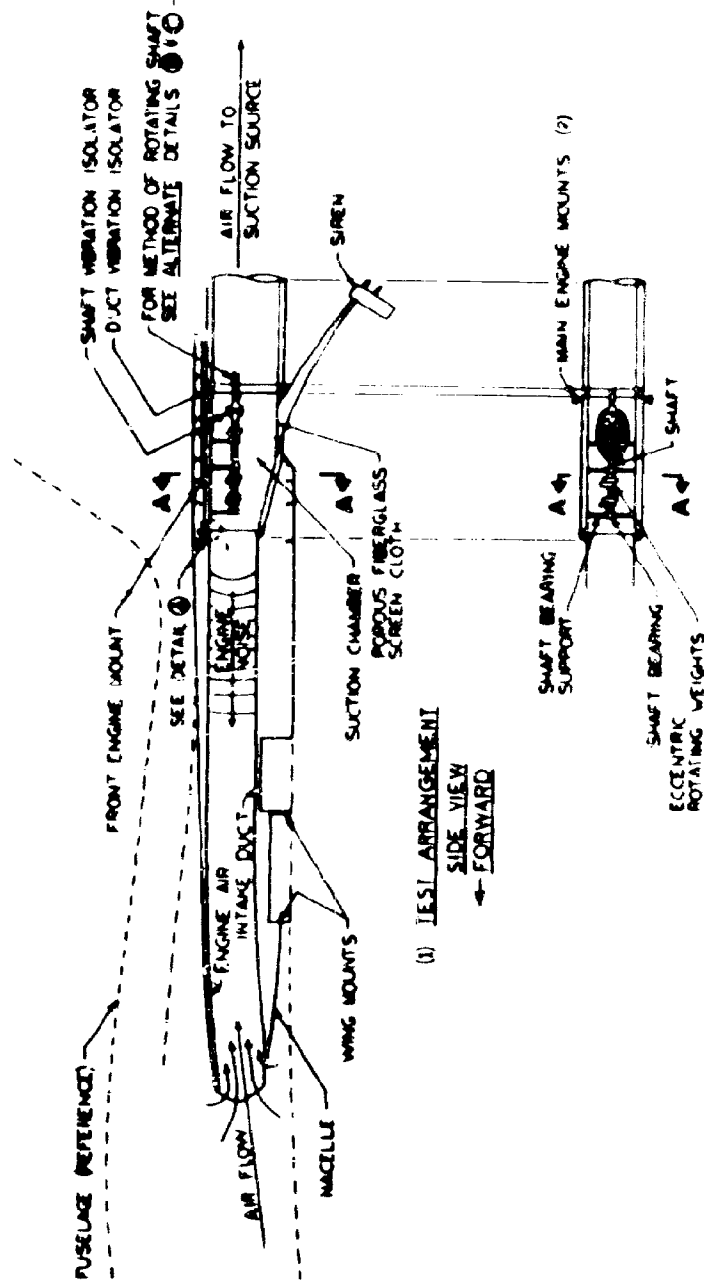 FUSELAGE (REFERENCE)
FRONT ENGINE MOUNT
SEE DETAIL
SHAFT VIBRATION ISOLATOR
DUCT VIBRATION ISOLATOR
FOR METHOD OF ROTATING SHAFT
SEE ALTERNATE DETAILS
AIR FLOW TO
SUCTION SOURCE
ENGINE AIR
INTAKE DUCT
ENGINE
NOISE
AIR FLOW
A
A
SIREN
NACELLE
WING MOUNTS
SUCTION CHAMBER
POROUS FIBERGLASS
SCREEN CLOTH
(1) TEST ARRANGEMENT
SIDE VIEW
← FORWARD
MAIN ENGINE MOUNTS (2)
A
A
SHAFT BEARING
SUPPORT
SHAFT BEARING
ECCENTRIC
ROTATING WEIGHTS
SHAFT